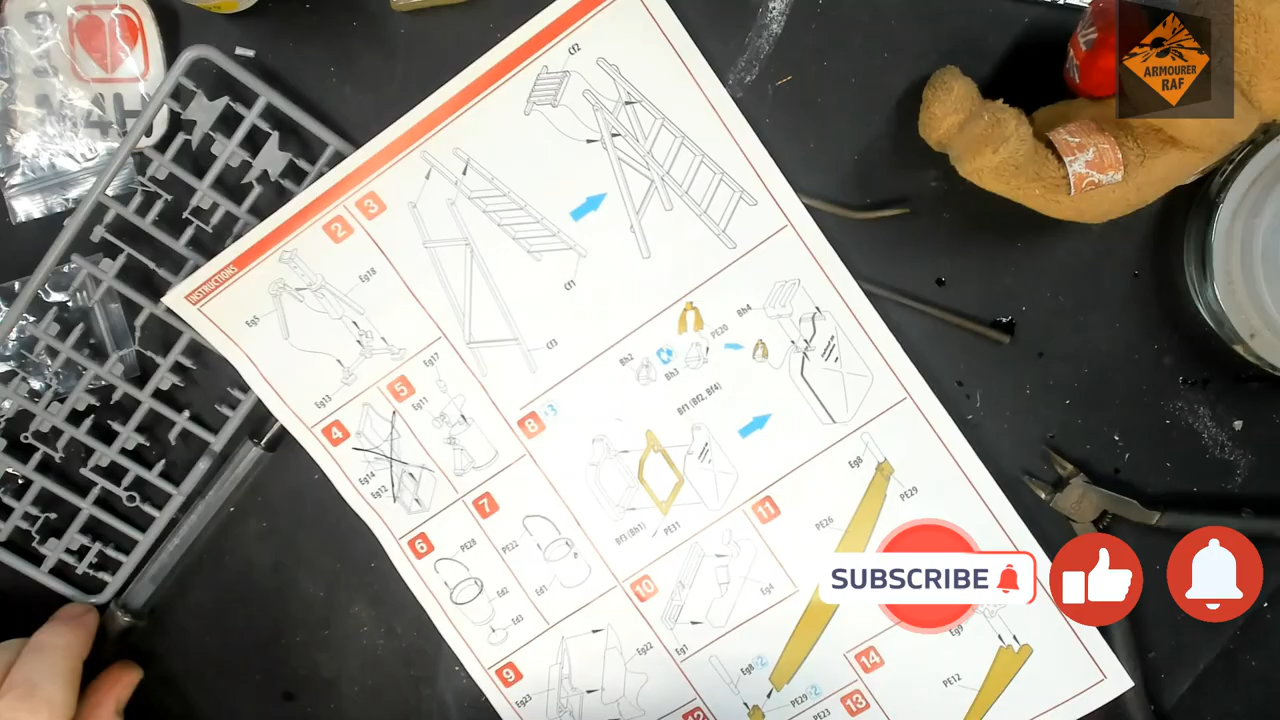 ARMOURER
RAF
INSTRUCTIONS
2
Eg5
Eg18
Eg13
3
Cf2
Cf1
Cf3
4
Eg14
Eg12
5
Eg17
Eg11
6
PE28
Ed2
Ed3
7
PE22
Ed1
8
Bh2
Bh3
PE20
Bh4
Bf1 (Bf2, Bf4)
Bf3 (Bh1)
PE31
9
Eg22
Eg23
10
Eg4
Eg1
11
Eg8
PE29
PE26
Eg8
PE29
PE23
12
13
14
Eg9
PE12
SUBSCRIBE